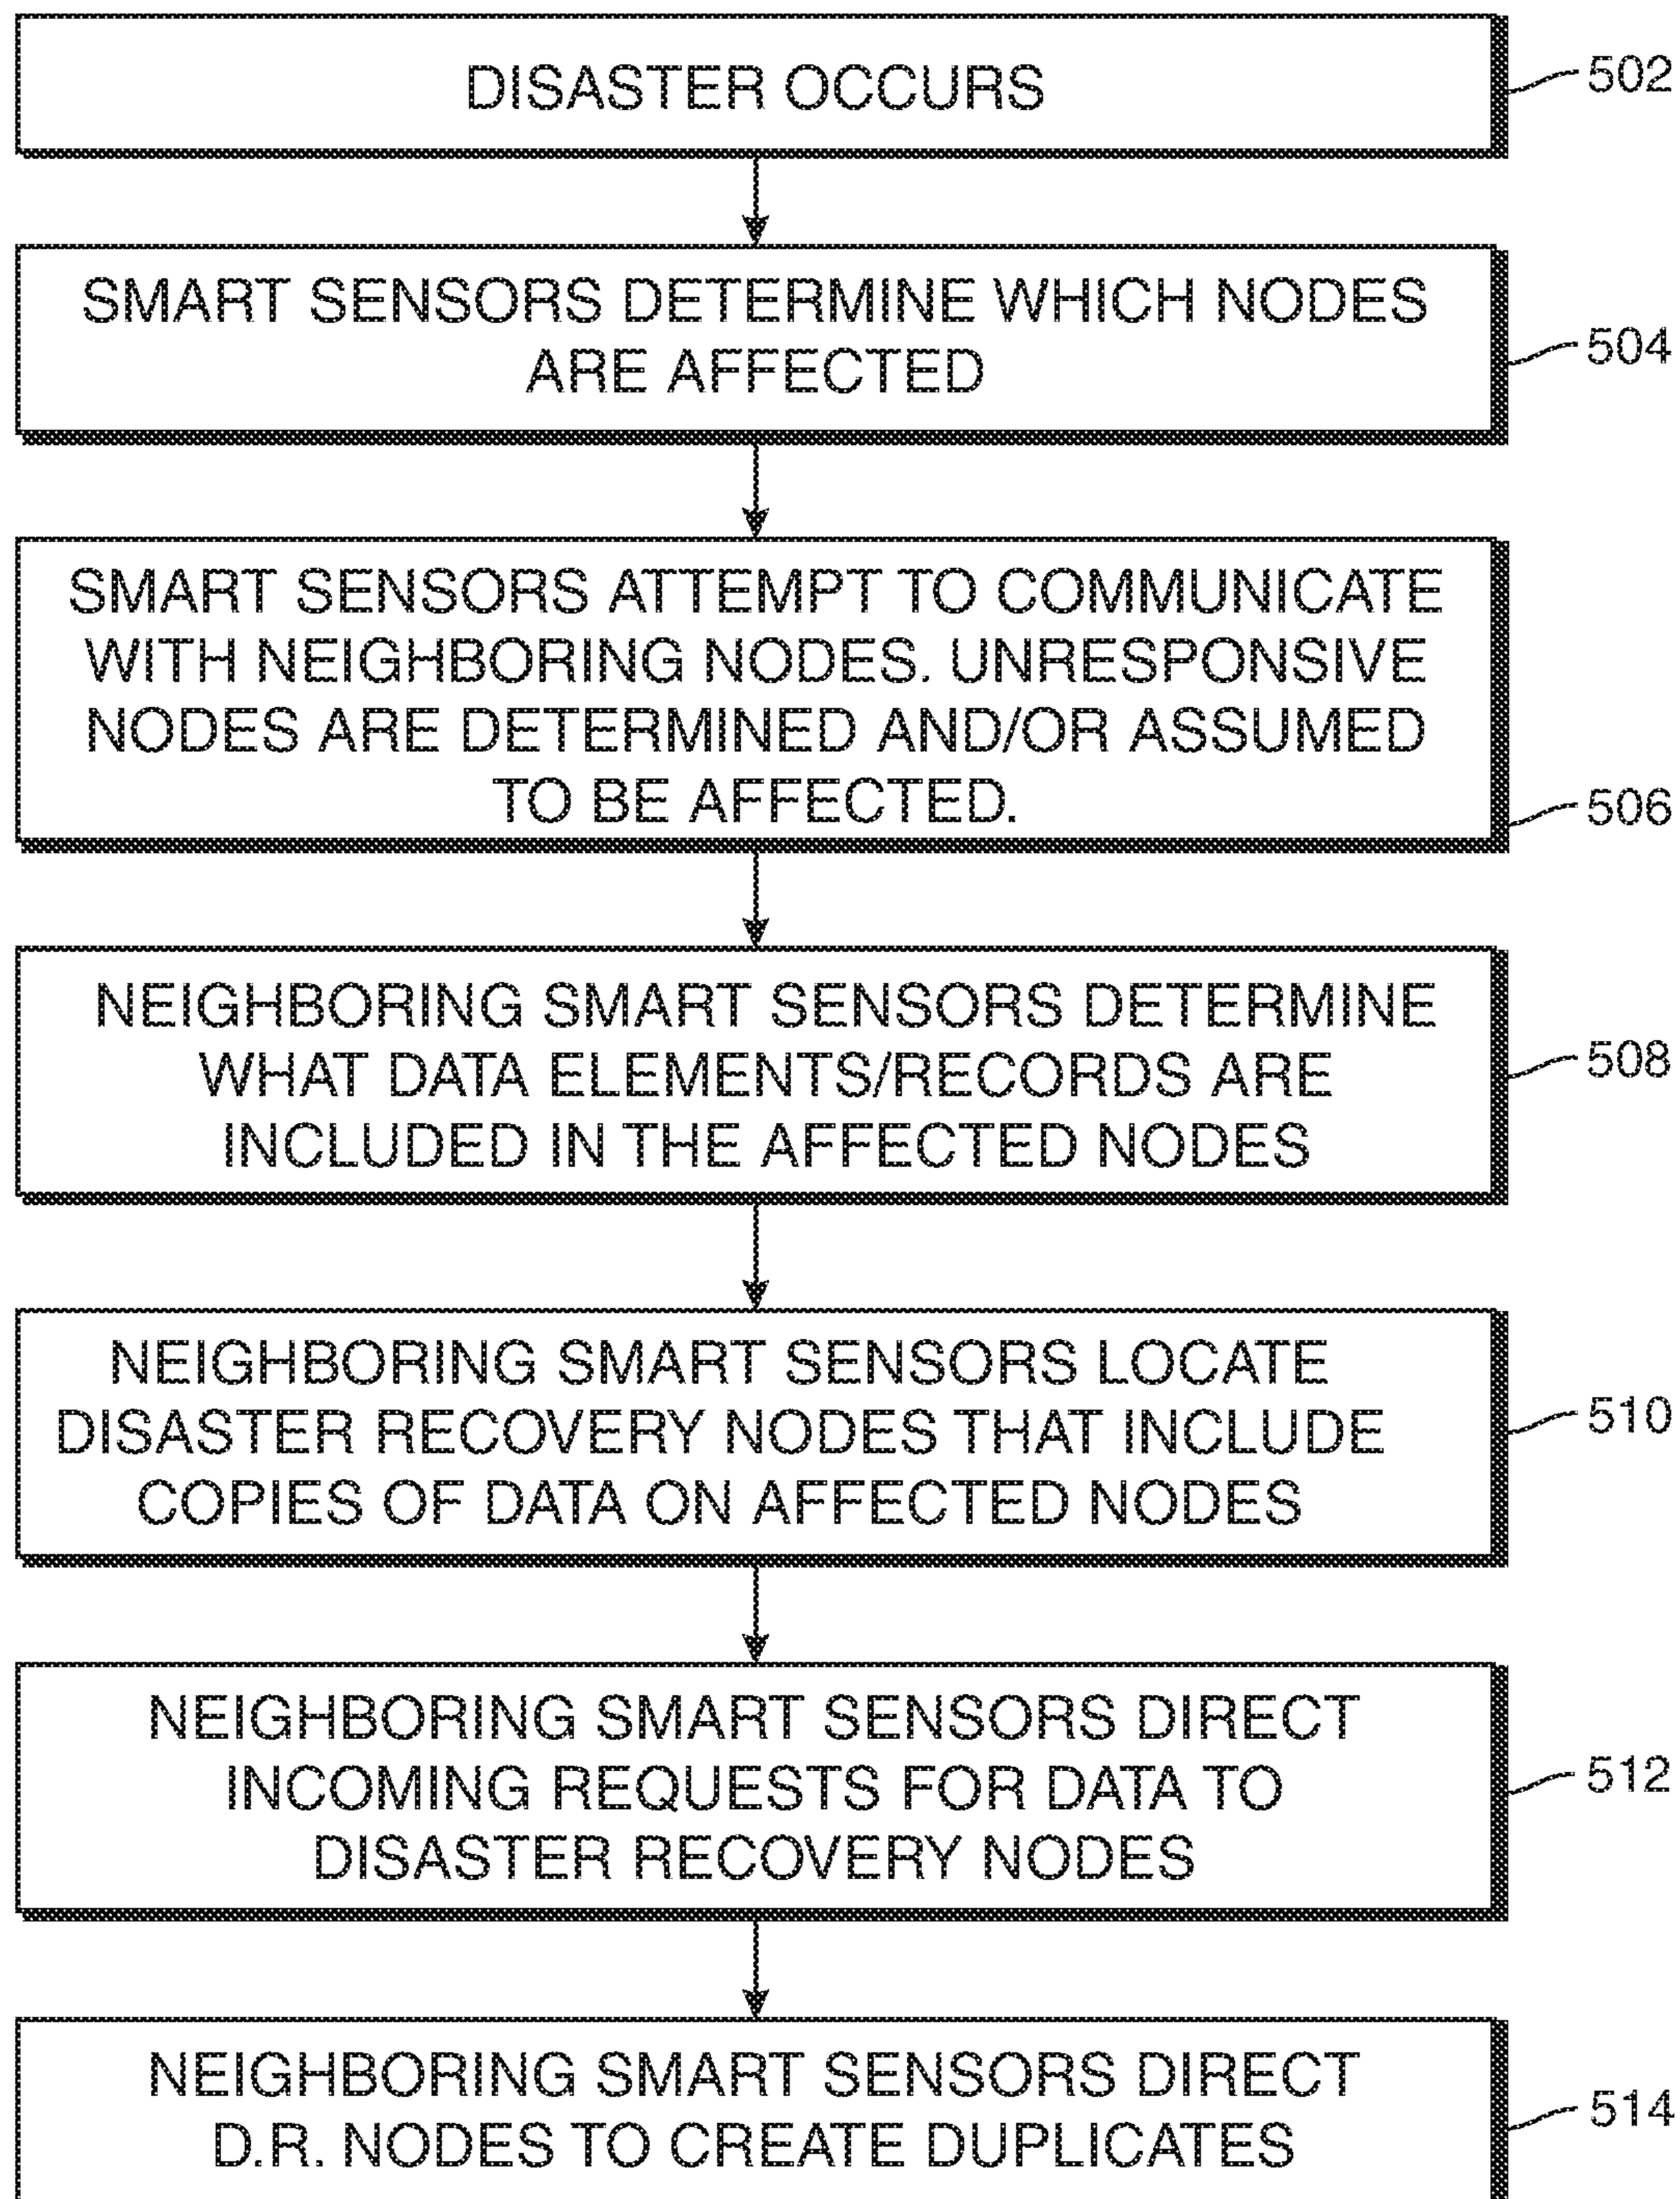 DISASTER OCCURS
502
SMART SENSORS DETERMINE WHICH NODES
ARE AFFECTED
504
SMART SENSORS ATTEMPT TO COMMUNICATE
WITH NEIGHBORING NODES. UNRESPONSIVE
NODES ARE DETERMINED AND/OR ASSUMED
TO BE AFFECTED.
506
NEIGHBORING SMART SENSORS DETERMINE
WHAT DATA ELEMENTS/RECORDS ARE
INCLUDED IN THE AFFECTED NODES
508
NEIGHBORING SMART SENSORS LOCATE
DISASTER RECOVERY NODES THAT INCLUDE
COPIES OF DATA ON AFFECTED NODES
510
NEIGHBORING SMART SENSORS DIRECT
INCOMING REQUESTS FOR DATA TO
DISASTER RECOVERY NODES
512
NEIGHBORING SMART SENSORS DIRECT
D.R. NODES TO CREATE DUPLICATES
514